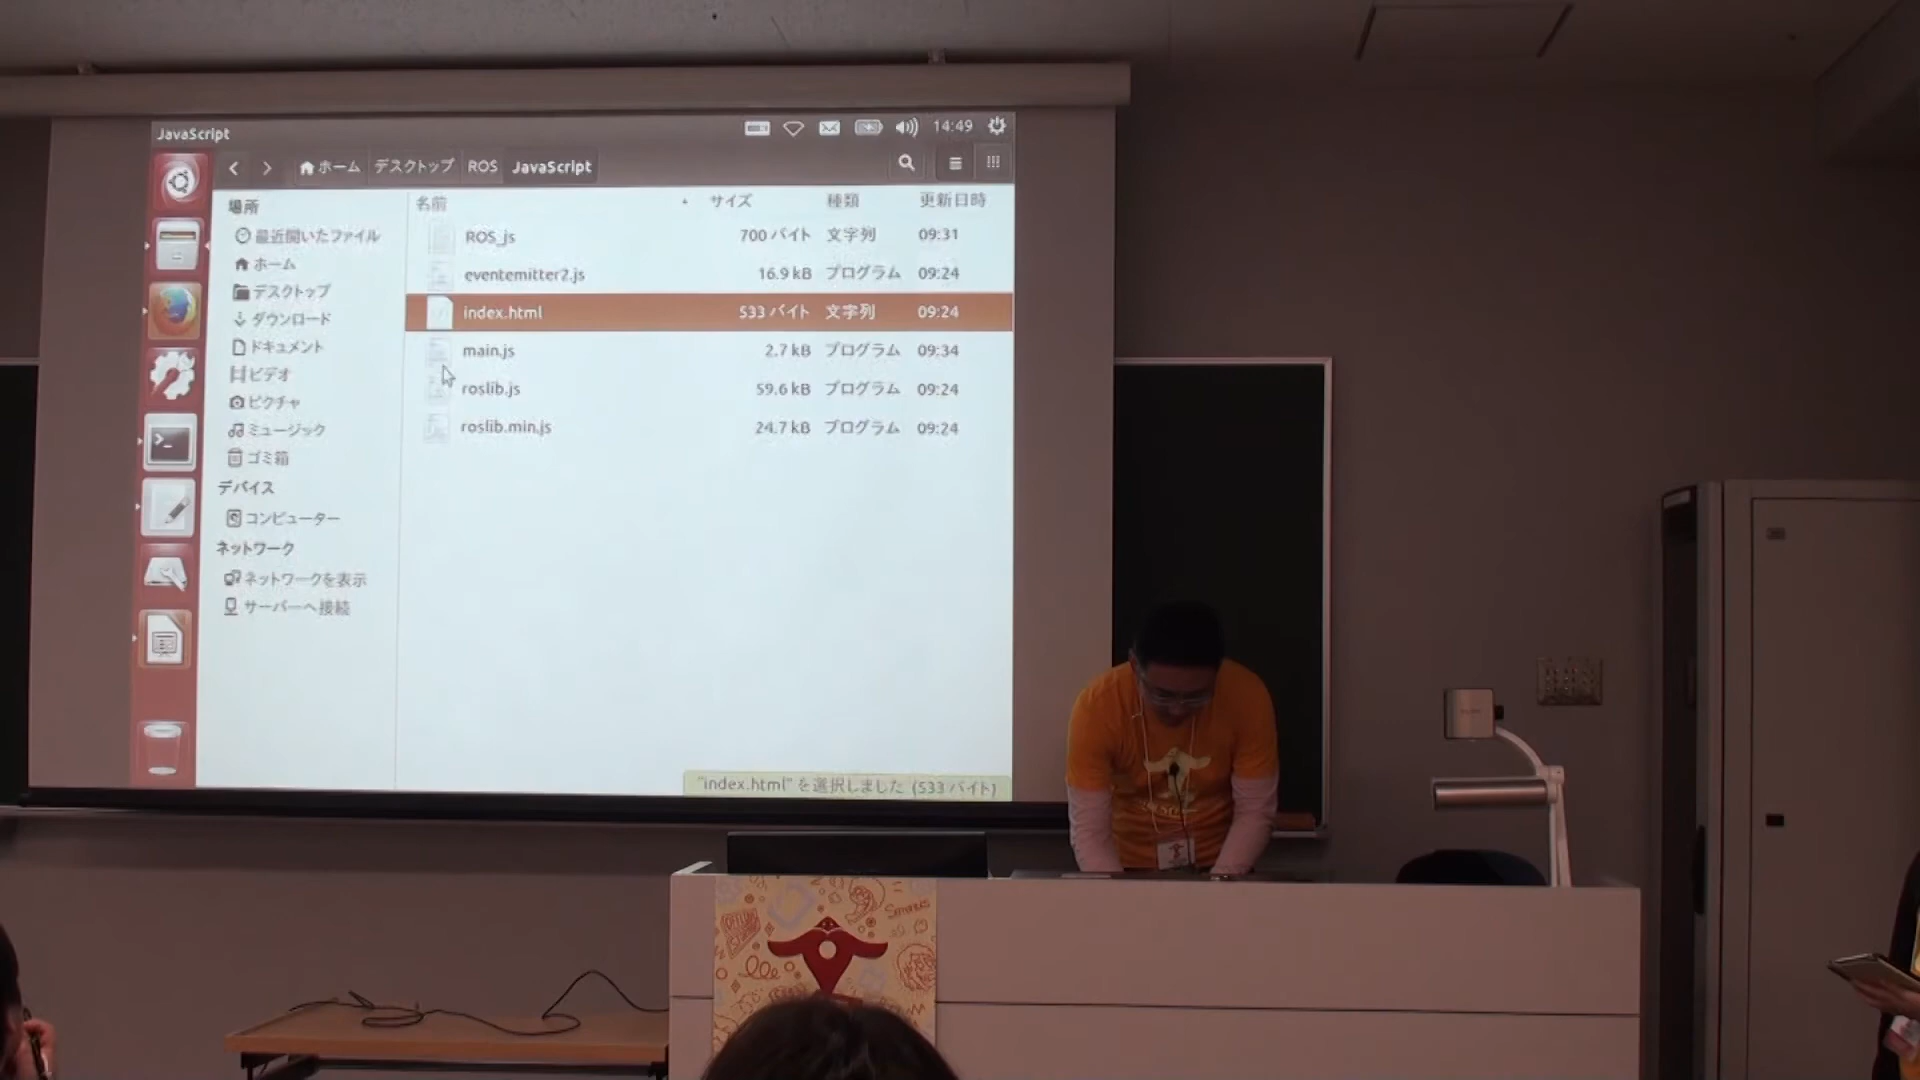 JavaScript
14:49
ホーム デスクトップ ROS JavaScript
場所
最近開いたファイル
ホーム
デスクトップ
ダウンロード
ドキュメント
ビデオ
ピクチャ
ミュージック
ゴミ箱
デバイス
コンピューター
ネットワーク
ネットワークを表示
サーバーへ接続
名前 サイズ 種類 更新日時
ROS_js 700 バイト 文字列 09:31
eventemitter2.js 16.9 kB プログラム 09:24
index.html 533 バイト 文字列 09:24
main.js 2.7 kB プログラム 09:34
roslib.js 59.6 kB プログラム 09:24
roslib.min.js 24.7 kB プログラム 09:24
"index.html" を選択しました (533 バイト)